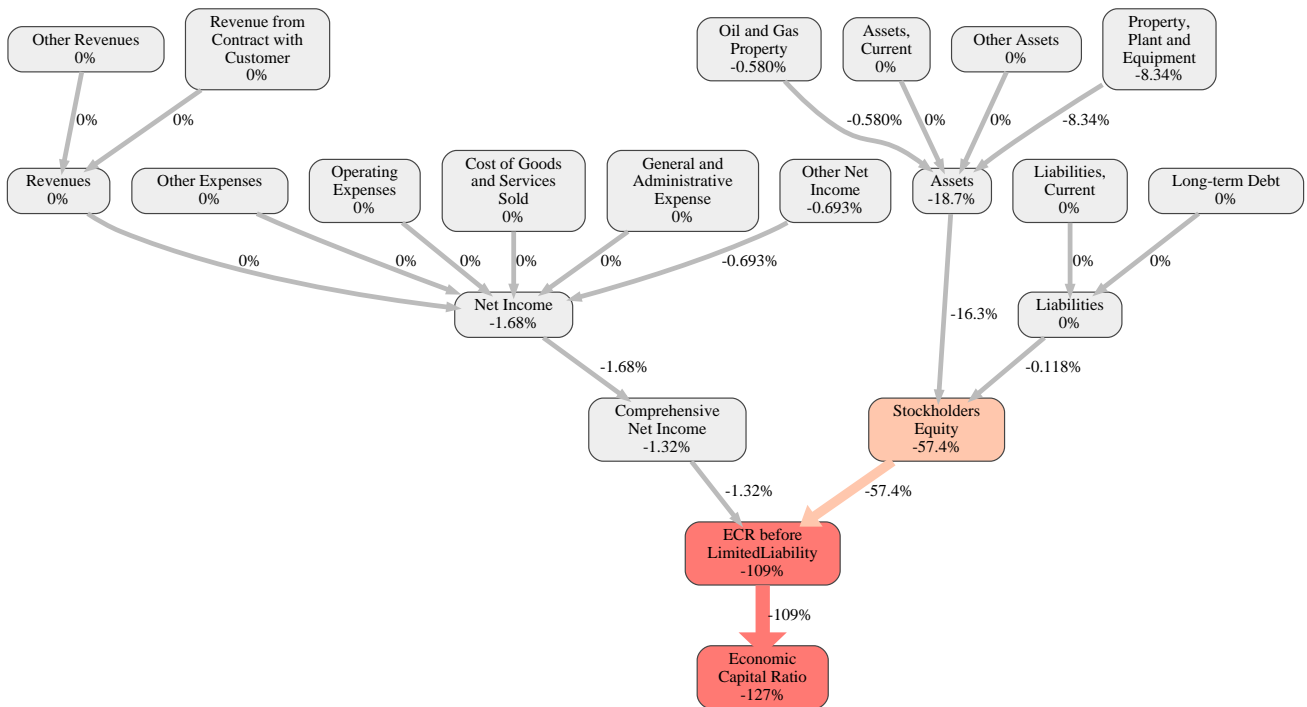 Other Revenues
0%
Revenue from
Contract with
Customer
0%
Oil and Gas
Property
-0.580%
Assets,
Current
0%
Other Assets
0%
Property,
Plant and
Equipment
-8.34%
0%
0%
-0.580%
0%
0%
-8.34%
Revenues
0%
Other Expenses
0%
Operating
Expenses
0%
Cost of Goods
and Services
Sold
0%
General and
Administrative
Expense
0%
Other Net
Income
-0.693%
Assets
-18.7%
Liabilities,
Current
0%
Long-term Debt
0%
0%
0%
0%
0%
0%
-0.693%
0%
0%
Net Income
-1.68%
-16.3%
Liabilities
0%
-1.68%
-0.118%
Comprehensive
Net Income
-1.32%
Stockholders
Equity
-57.4%
-1.32%
-57.4%
ECR before
LimitedLiability
-109%
-109%
Economic
Capital Ratio
-127%